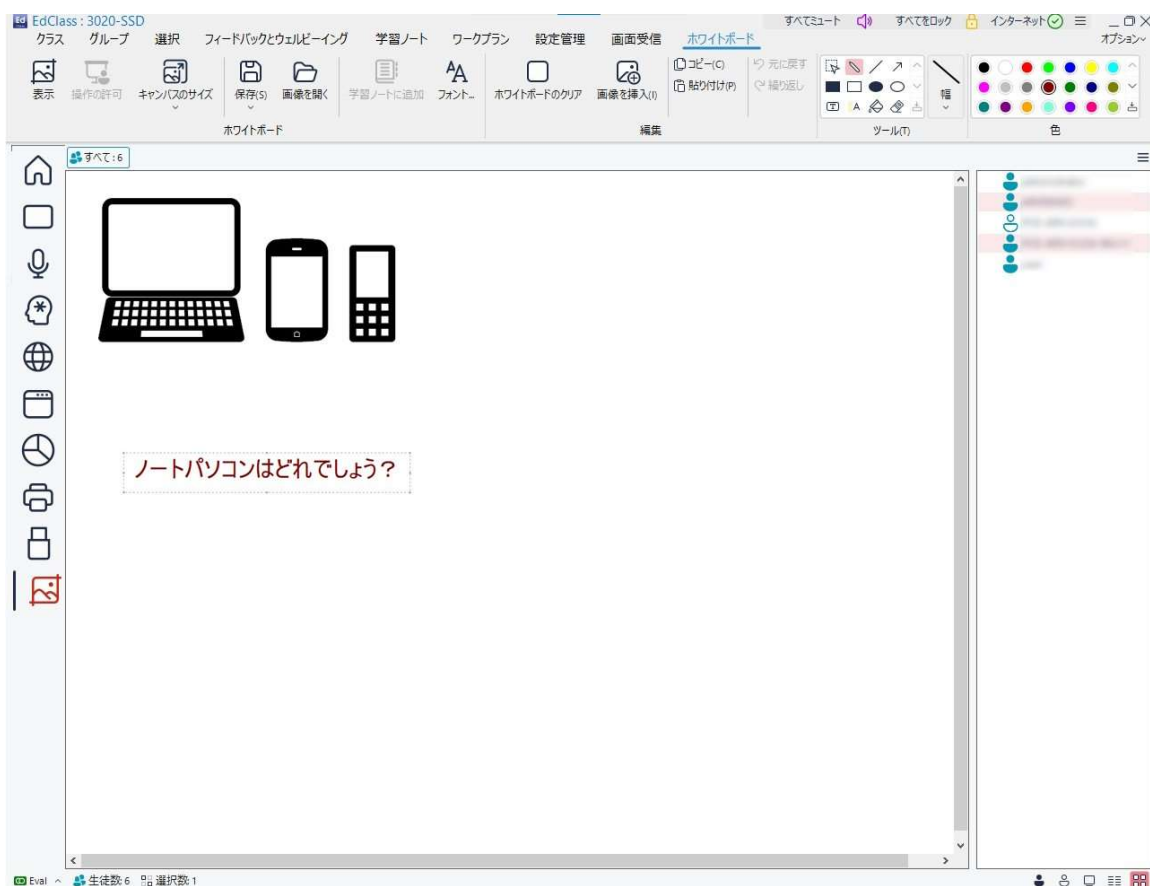 EdClass : 3020-SSD
すべてミュート
すべてをロック
インターネット
クラス グループ 選択 フィードバックとウェルビーイング 学習ノート ワークプラン 設定管理 画面受信 ホワイトボード オプション
表示
操作の許可
キャンバスのサイズ
保存(S)
画像を開く
学習ノートに追加
フォント...
ホワイトボードのクリア
画像を挿入(I)
コピー(C)
貼り付け(P)
元に戻す
繰り返し
幅
ホワイトボード
編集
ツール(T)
色
すべて : 6
ノートパソコンはどれでしょう？
Eval
生徒数: 6
選択数: 1